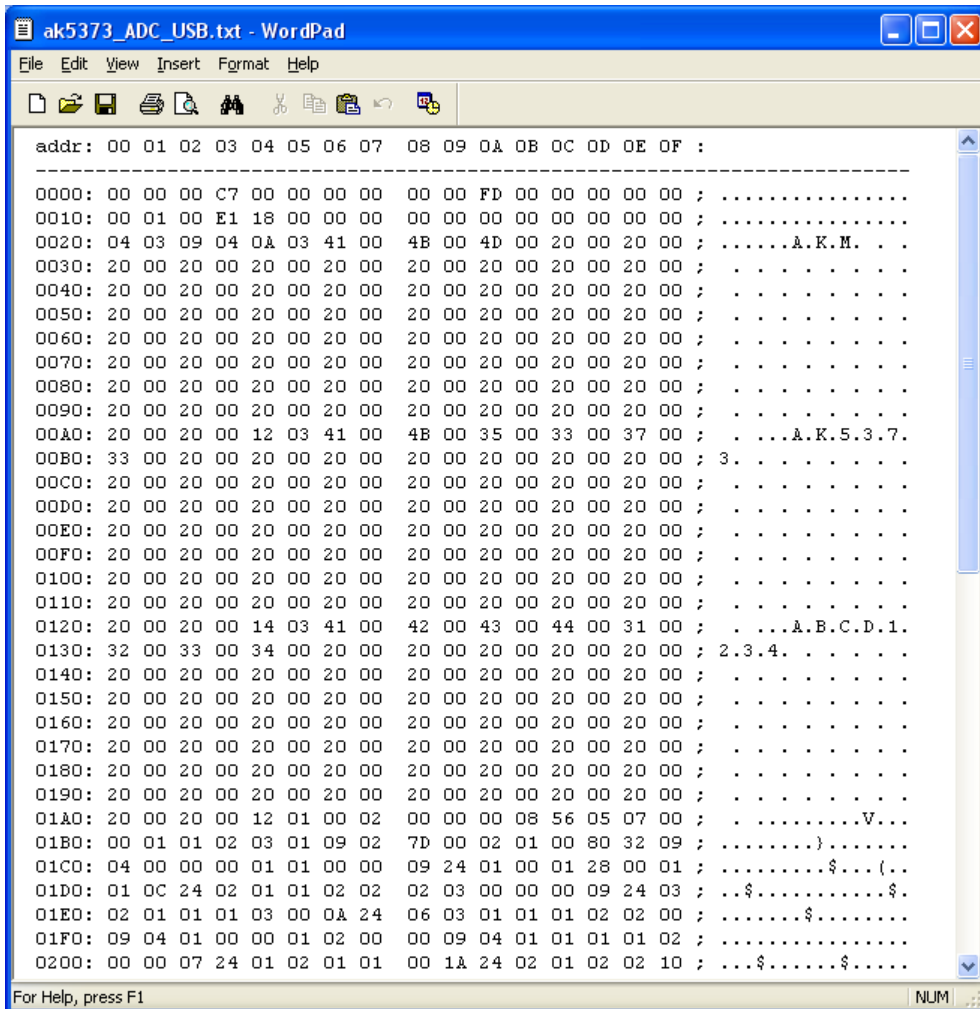 ak5373_ADC_USB.txt - WordPad
File Edit View Insert Format Help
addr: 00 01 02 03 04 05 06 07 08 09 0A 0B 0C 0D 0E 0F :
-------------------------------------------------------------------------
0000: 00 00 00 C7 00 00 00 00 00 00 FD 00 00 00 00 00 ; ................
0010: 00 01 00 E1 18 00 00 00 00 00 00 00 00 00 00 00 ; ................
0020: 04 03 09 04 0A 03 41 00 4B 00 4D 00 20 00 20 00 ; ......A.K.M. . .
0030: 20 00 20 00 20 00 20 00 20 00 20 00 20 00 20 00 ;  . . . . . . . .
0040: 20 00 20 00 20 00 20 00 20 00 20 00 20 00 20 00 ;  . . . . . . . .
0050: 20 00 20 00 20 00 20 00 20 00 20 00 20 00 20 00 ;  . . . . . . . .
0060: 20 00 20 00 20 00 20 00 20 00 20 00 20 00 20 00 ;  . . . . . . . .
0070: 20 00 20 00 20 00 20 00 20 00 20 00 20 00 20 00 ;  . . . . . . . .
0080: 20 00 20 00 20 00 20 00 20 00 20 00 20 00 20 00 ;  . . . . . . . .
0090: 20 00 20 00 20 00 20 00 20 00 20 00 20 00 20 00 ;  . . . . . . . .
00A0: 20 00 20 00 12 03 41 00 4B 00 35 00 33 00 37 00 ;  . ...A.K.5.3.7.
00B0: 33 00 20 00 20 00 20 00 20 00 20 00 20 00 20 00 ; 3. . . . . . . .
00C0: 20 00 20 00 20 00 20 00 20 00 20 00 20 00 20 00 ;  . . . . . . . .
00D0: 20 00 20 00 20 00 20 00 20 00 20 00 20 00 20 00 ;  . . . . . . . .
00E0: 20 00 20 00 20 00 20 00 20 00 20 00 20 00 20 00 ;  . . . . . . . .
00F0: 20 00 20 00 20 00 20 00 20 00 20 00 20 00 20 00 ;  . . . . . . . .
0100: 20 00 20 00 20 00 20 00 20 00 20 00 20 00 20 00 ;  . . . . . . . .
0110: 20 00 20 00 20 00 20 00 20 00 20 00 20 00 20 00 ;  . . . . . . . .
0120: 20 00 20 00 14 03 41 00 42 00 43 00 44 00 31 00 ;  . ...A.B.C.D.1.
0130: 32 00 33 00 34 00 20 00 20 00 20 00 20 00 20 00 ; 2.3.4. . . . . .
0140: 20 00 20 00 20 00 20 00 20 00 20 00 20 00 20 00 ;  . . . . . . . .
0150: 20 00 20 00 20 00 20 00 20 00 20 00 20 00 20 00 ;  . . . . . . . .
0160: 20 00 20 00 20 00 20 00 20 00 20 00 20 00 20 00 ;  . . . . . . . .
0170: 20 00 20 00 20 00 20 00 20 00 20 00 20 00 20 00 ;  . . . . . . . .
0180: 20 00 20 00 20 00 20 00 20 00 20 00 20 00 20 00 ;  . . . . . . . .
0190: 20 00 20 00 20 00 20 00 20 00 20 00 20 00 20 00 ;  . . . . . . . .
01A0: 20 00 20 00 12 01 00 02 00 00 00 08 56 05 07 00 ;  . .........V...
01B0: 00 01 01 02 03 01 09 02 7D 00 02 01 00 80 32 09 ; ........}.....2.
01C0: 04 00 00 00 01 01 00 00 09 24 01 00 01 28 00 01 ; .........$...(..
01D0: 01 0C 24 02 01 01 02 02 02 03 00 00 00 09 24 03 ; ..$...........$.
01E0: 02 01 01 01 03 00 0A 24 06 03 01 01 01 02 02 00 ; .......$........
01F0: 09 04 01 00 00 01 02 00 00 09 04 01 01 01 01 02 ; ................
0200: 00 00 07 24 01 02 01 01 00 1A 24 02 01 02 02 10 ; ...$......$.....
For Help, press F1
NUM